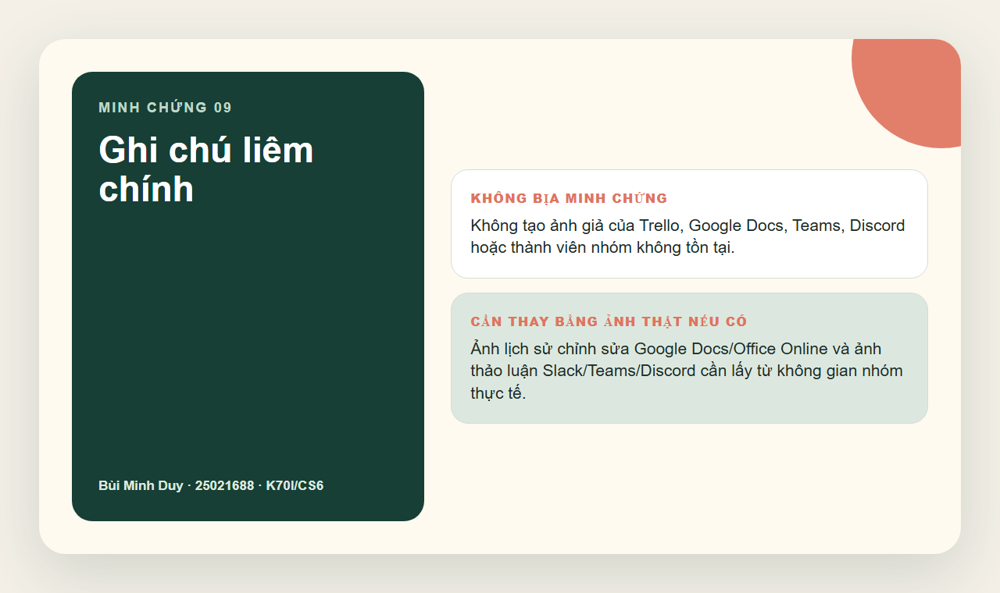 MINH CHỨNG 09
Ghi chú liêm
chính
Bùi Minh Duy · 25021688 · K70I/CS6
KHÔNG BỊA MINH CHỨNG
Không tạo ảnh giả của Trello, Google Docs, Teams, Discord
hoặc thành viên nhóm không tồn tại.
CẦN THAY BẰNG ẢNH THẬT NẾU CÓ
Ảnh lịch sử chỉnh sửa Google Docs/Office Online và ảnh
thảo luận Slack/Teams/Discord cần lấy từ không gian nhóm
thực tế.